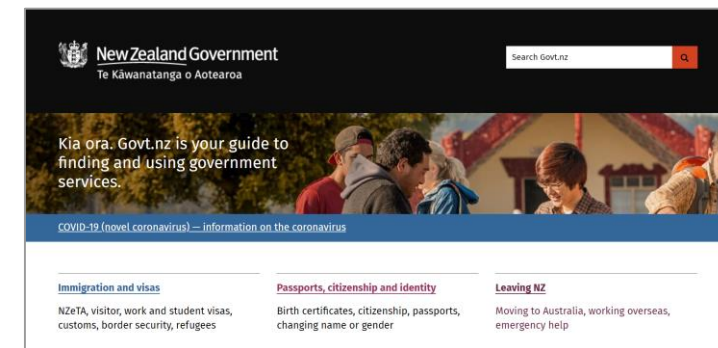 New Zealand Government
Te Kāwanatanga o Aotearoa
Search Govt.nz
Kia ora. Govt.nz is your guide to
finding and using government
services.
COVID-19 (novel coronavirus) — information on the coronavirus
Immigration and visas
NZeTA, visitor, work and student visas,
customs, border security, refugees
Passports, citizenship and identity
Birth certificates, citizenship, passports,
changing name or gender
Leaving NZ
Moving to Australia, working overseas,
emergency help